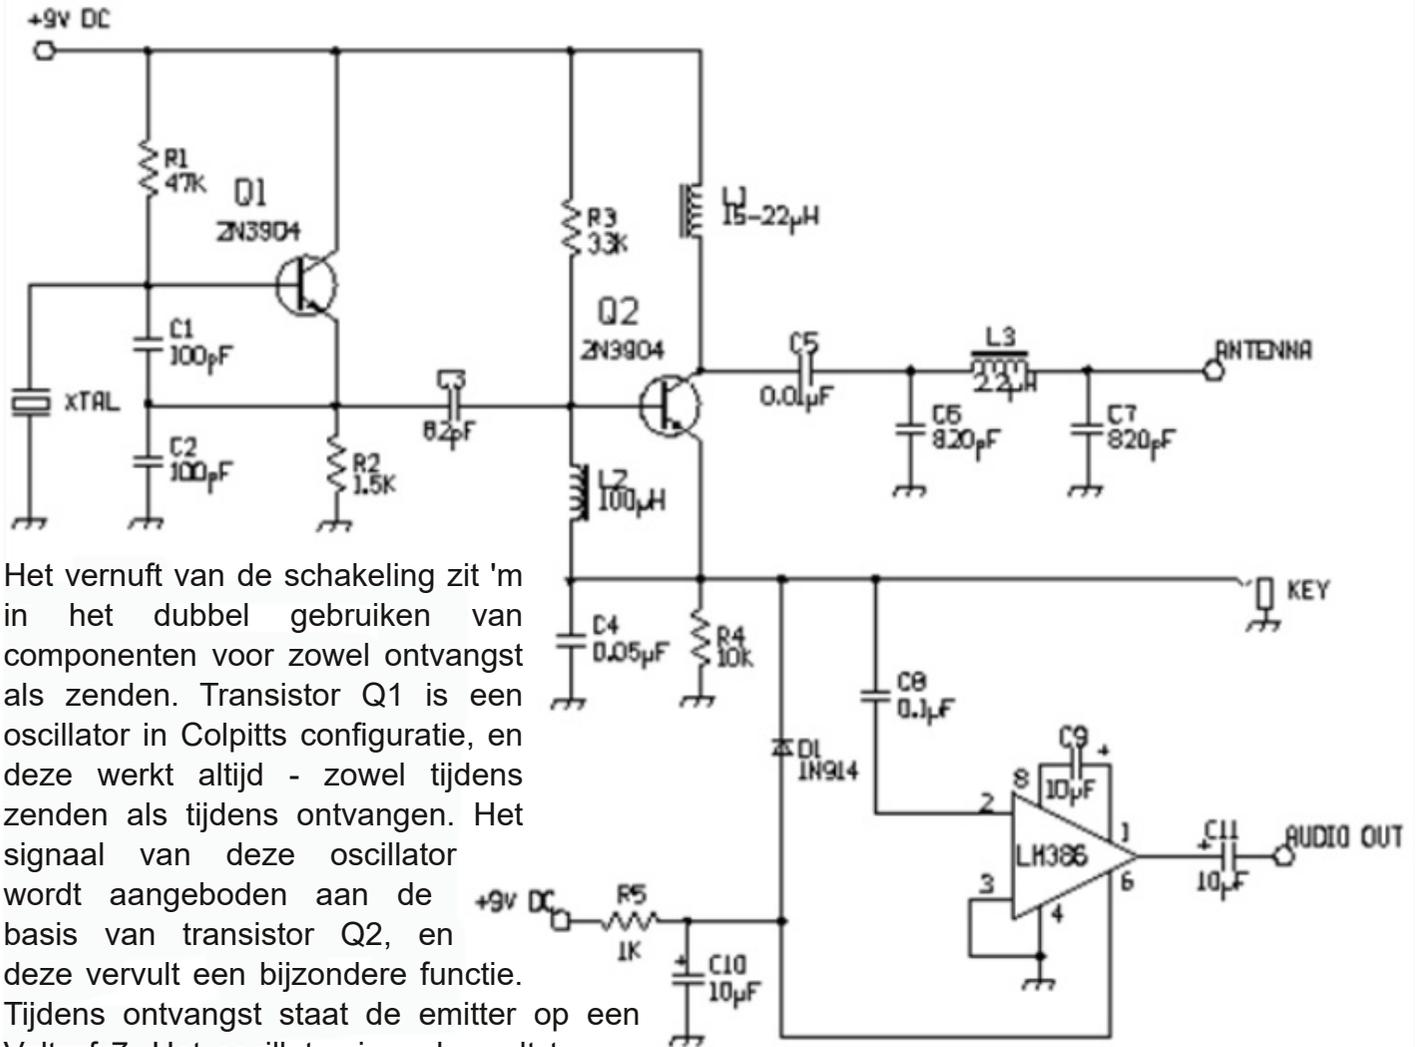 +9V DC
R1
47K
Q1
2N3904
R3
33K
L1
15-22µH
Q2
2N3904
C1
100pF
XTAL
C2
100pF
R2
1.5K
C3
82pF
C5
0.01µF
L3
2.2µH
ANTENNA
C6
820pF
C7
820pF
L2
100µH
KEY
C4
0.05µF
R4
10K
C8
0.1µF
D1
1N914
C9
+
10µF
8
2
1
LM386
3
6
4
C11
+
10µF
AUDIO OUT
+9V DC
R5
1K
+
C10
10µF
Het vernuft van de schakeling zit 'm
in het dubbel gebruiken van
componenten voor zowel ontvangst
als zenden. Transistor Q1 is een
oscillator in Colpitts configuratie, en
deze werkt altijd - zowel tijdens
zenden als tijdens ontvangen. Het
signaal van deze oscillator
wordt aangeboden aan de
basis van transistor Q2, en
deze vervult een bijzondere functie.
Tijdens ontvangst staat de emitter op een